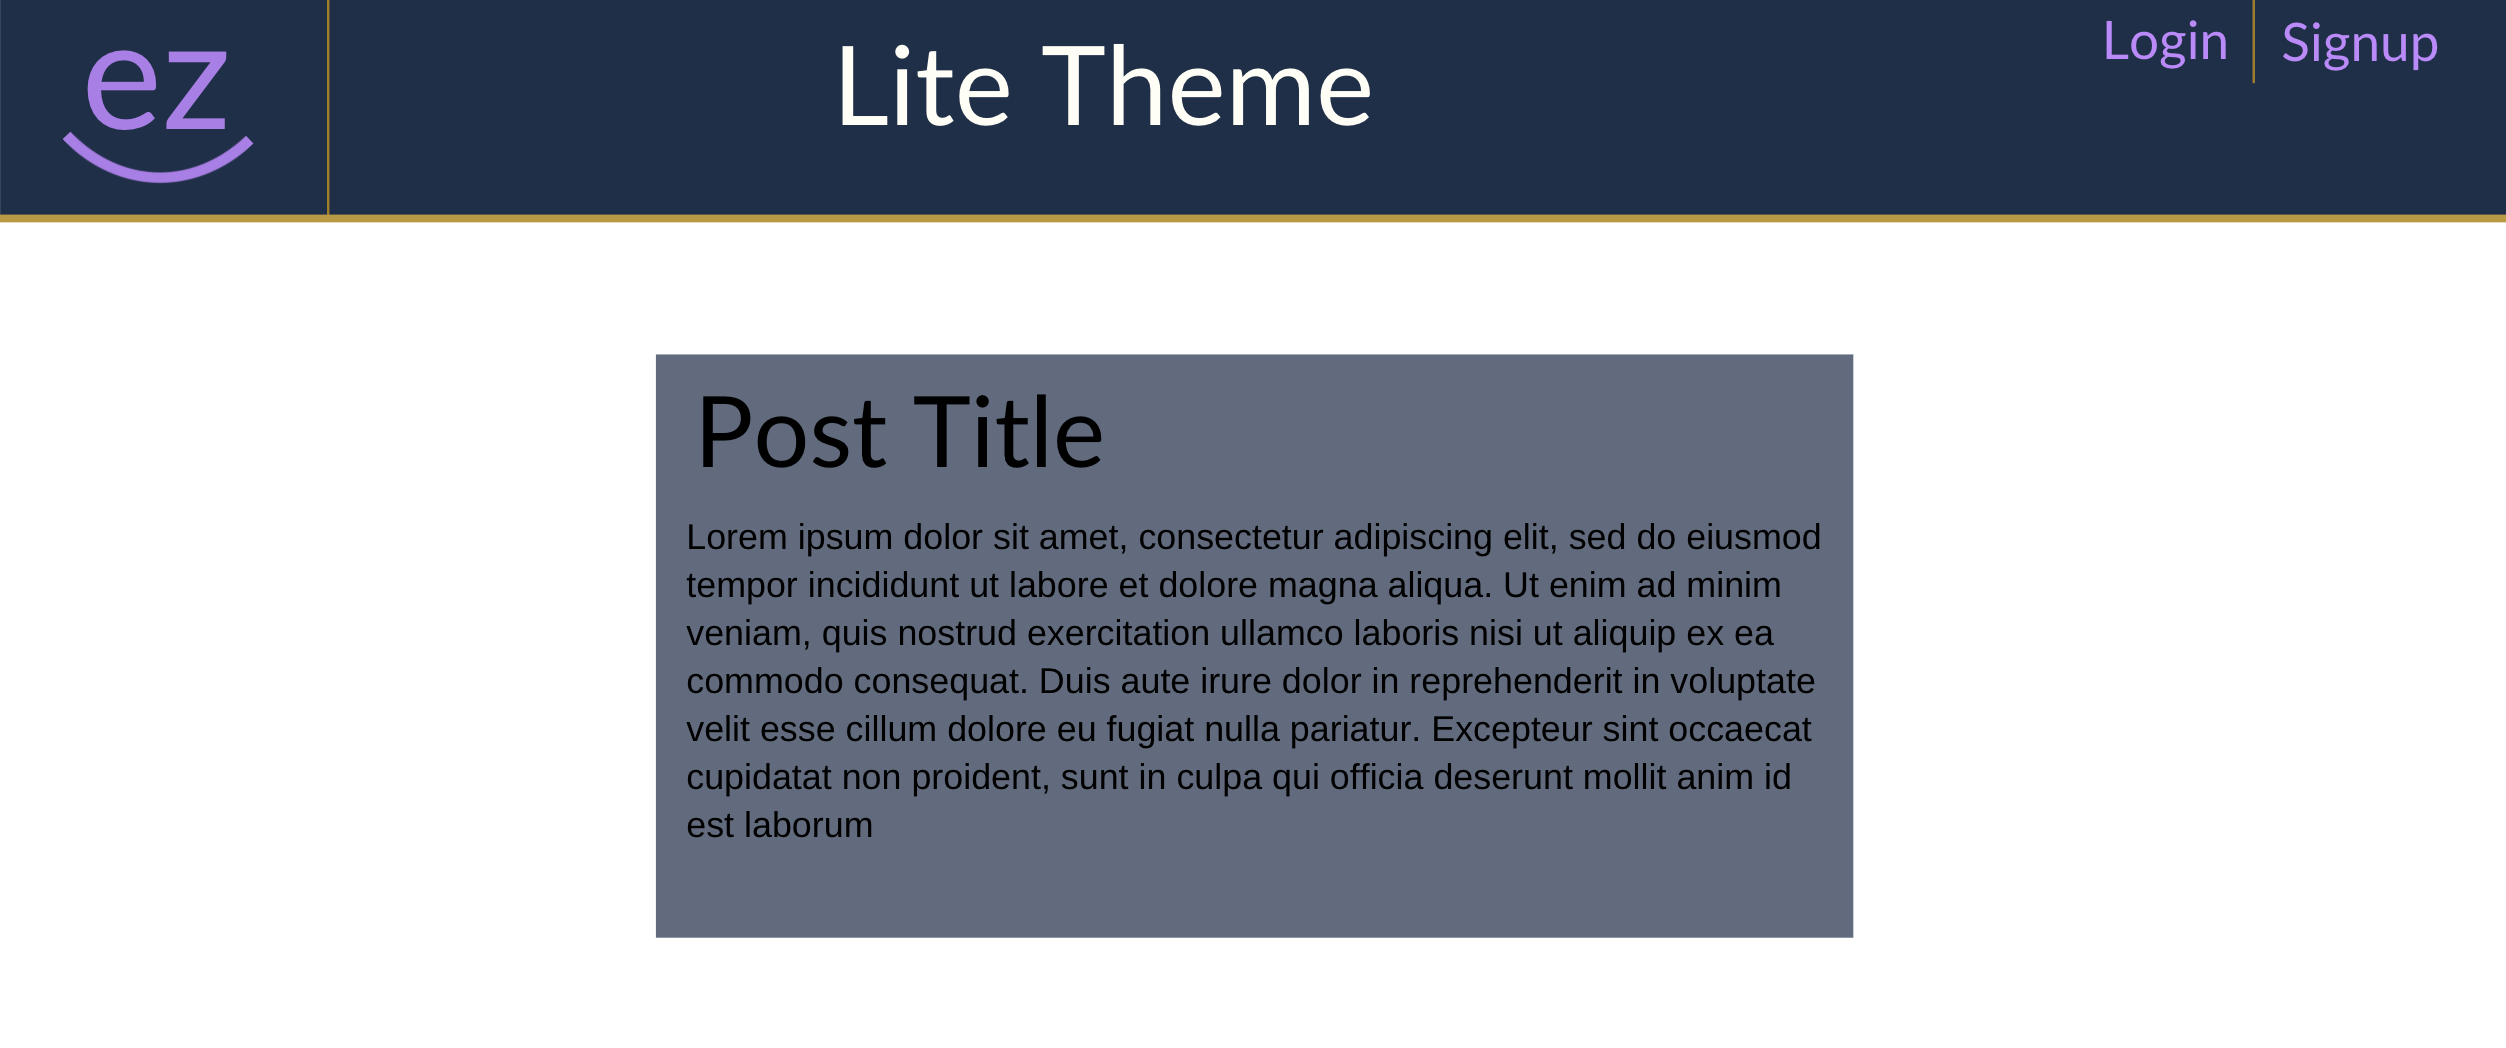 ez
Lite Theme
Login
Signup
Post Title
Lorem ipsum dolor sit amet, consectetur adipiscing elit, sed do eiusmod
tempor incididunt ut labore et dolore magna aliqua. Ut enim ad minim
veniam, quis nostrud exercitation ullamco laboris nisi ut aliquip ex ea
commodo consequat. Duis aute irure dolor in reprehenderit in voluptate
velit esse cillum dolore eu fugiat nulla pariatur. Excepteur sint occaecat
cupidatat non proident, sunt in culpa qui officia deserunt mollit anim id
est laborum